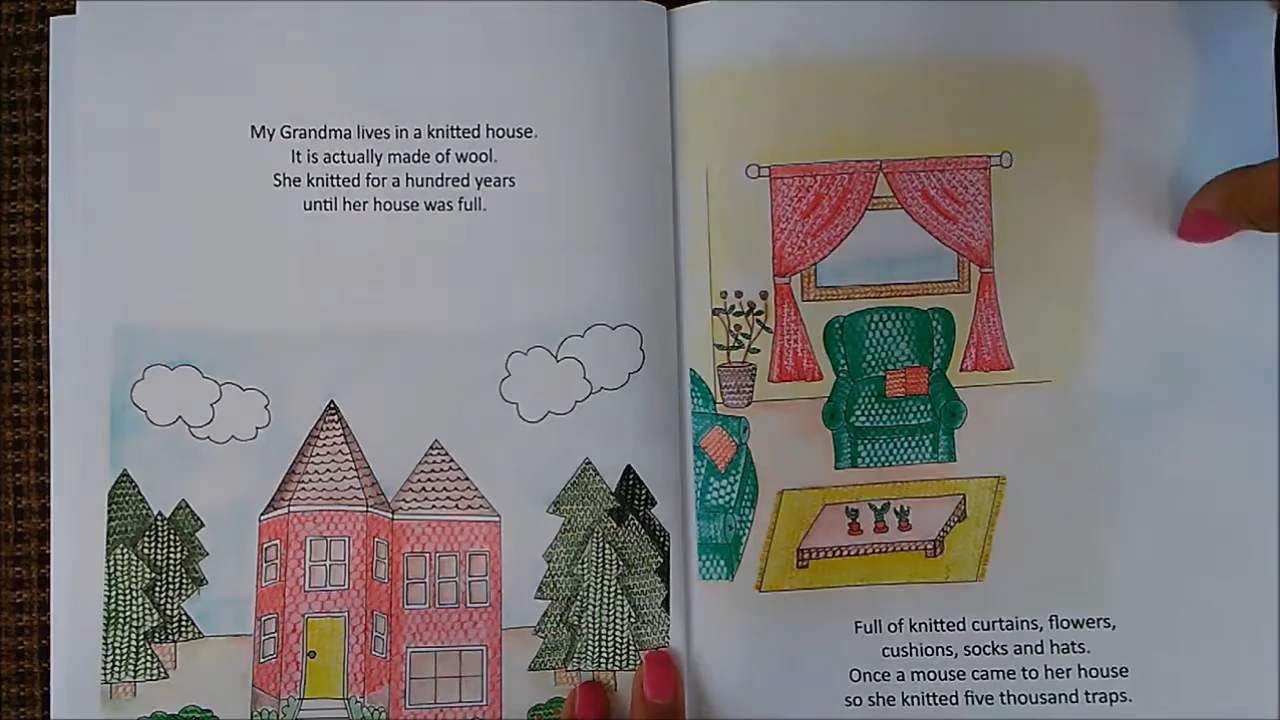 My Grandma lives in a knitted house.
It is actually made of wool.
She knitted for a hundred years
until her house was full.
Full of knitted curtains, flowers,
cushions, socks and hats.
Once a mouse came to her house
so she knitted five thousand traps.